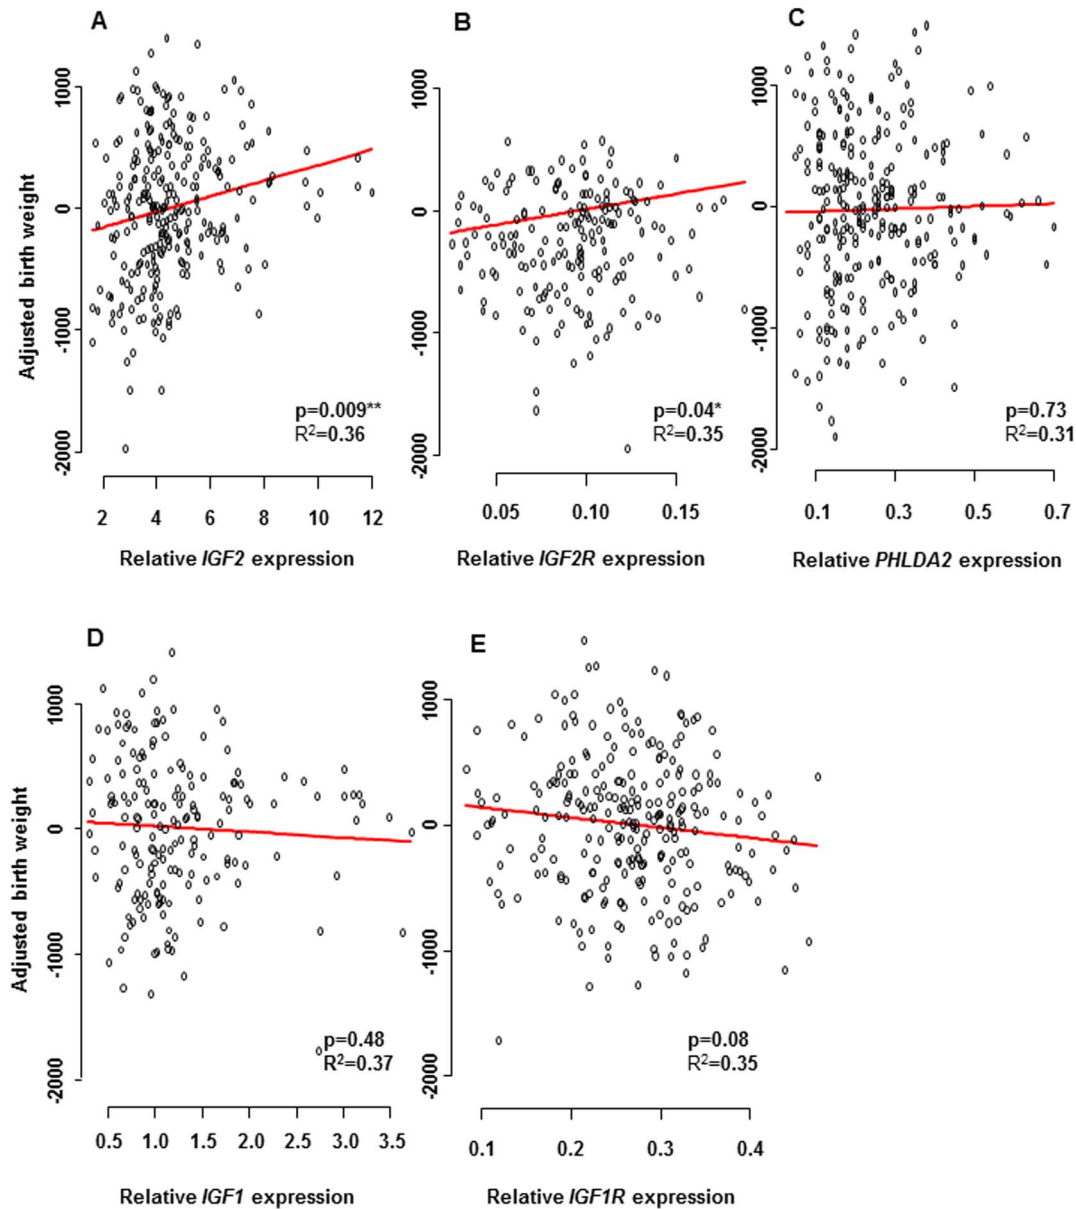 A
B
C
1000
0
-1000
-2000
Adjusted birth weight
p=0.009**
R²=0.36
2 4 6 8 10 12
Relative IGF2 expression
1000
0
-1000
-2000
p=0.04*
R²=0.35
0.05 0.10 0.15
Relative IGF2R expression
1000
0
-1000
-2000
p=0.73
R²=0.31
0.1 0.3 0.5 0.7
Relative PHLDA2 expression
D
E
1000
0
-1000
-2000
Adjusted birth weight
p=0.48
R²=0.37
0.5 1.0 1.5 2.0 2.5 3.0 3.5
Relative IGF1 expression
1000
0
-1000
-2000
p=0.08
R²=0.35
0.1 0.2 0.3 0.4
Relative IGF1R expression